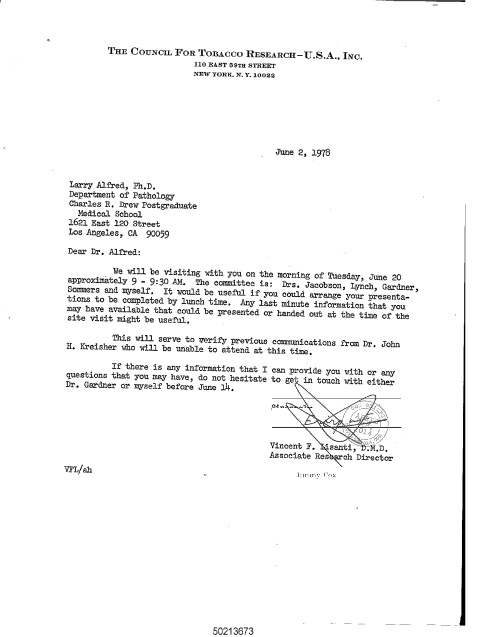 THE COUNCIL FOR TOBACCO RESEARCH-U.S.A., INC.
110 EAST 59TH STREET
NEW YORK, N. Y. 10022
June 2, 1978
Larry Alfred, Ph.D.
Department of Pathology
Charles R. Drew Postgraduate
Medical School
1621 East 120 Street
Los Angeles, CA 90059
Dear Dr. Alfred:
We will be visiting with you on the morning of Tuesday, June 20
approximately 9 - 9:30 AM. The committee is: Drs. Jacobson, Lynch, Gardner,
Sommers and myself. It would be useful if you could arrange your presenta-
tions to be completed by lunch time. Any last minute information that you
may have available that could be presented or handed out at the time of the
site visit might be useful.
This will serve to verify previous communications from Dr. John
H. Kreisher who will be unable to attend at this time.
If there is any information that I can provide you with or any
questions that you may have, do not hesitate to get in touch with either
Dr. Gardner or myself before June 14.
Vincent F. Lisanti, D.M.D.
Associate Research Director
VFL/ah
Jimmy Cox
50213673